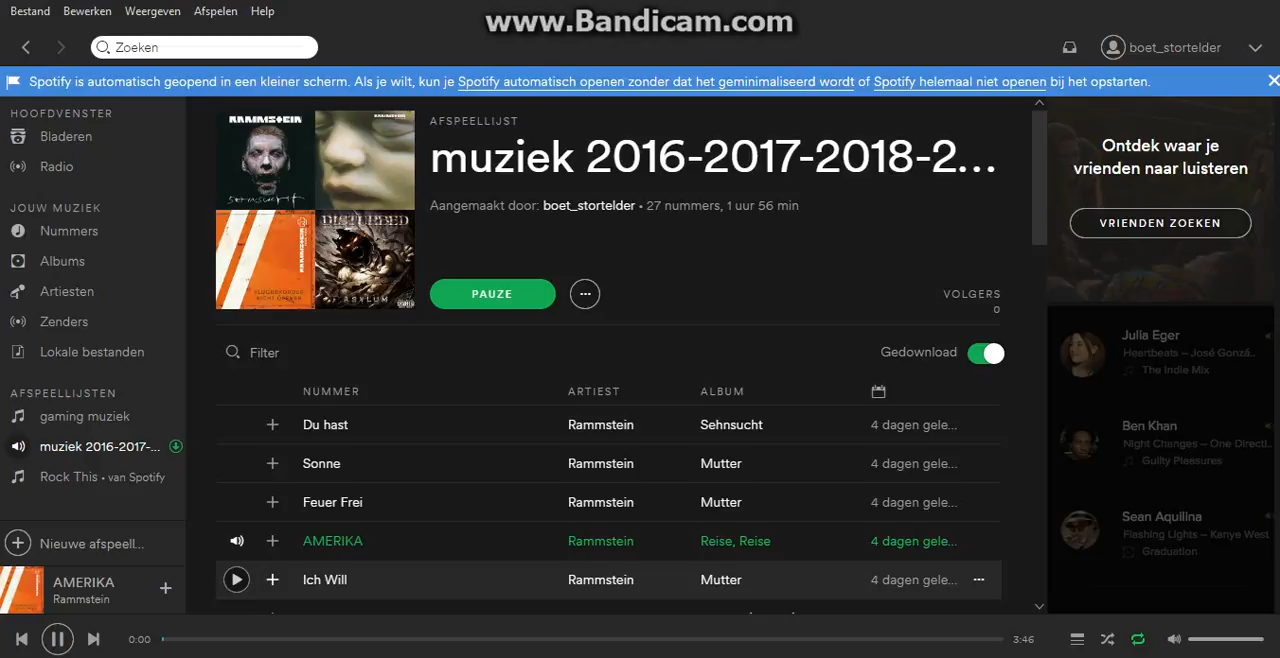 Bestand Bewerken Weergeven Afspelen Help
www.Bandicam.com
Zoeken
boet_stortelder
Spotify is automatisch geopend in een kleiner scherm. Als je wilt, kun je Spotify automatisch openen zonder dat het geminimaliseerd wordt of Spotify helemaal niet openen bij het opstarten.
HOOFDVENSTER
Bladeren
Radio
JOUW MUZIEK
Nummers
Albums
Artiesten
Zenders
Lokale bestanden
AFSPEELLIJSTEN
gaming muziek
muziek 2016-2017-...
Rock This • van Spotify
Nieuwe afspeell...
AMERIKA
Rammstein
RAMMSTEIN
DISTURBED
ASYLUM
AFSPEELLIJST
muziek 2016-2017-2018-2...
Aangemaakt door: boet_stortelder • 27 nummers, 1 uur 56 min
PAUZE
VOLGERS
0
Filter
Gedownload
NUMMER ARTIEST ALBUM
Du hast Rammstein Sehnsucht 4 dagen gele...
Sonne Rammstein Mutter 4 dagen gele...
Feuer Frei Rammstein Mutter 4 dagen gele...
AMERIKA Rammstein Reise, Reise 4 dagen gele...
Ich Will Rammstein Mutter 4 dagen gele...
Ontdek waar je
vrienden naar luisteren
VRIENDEN ZOEKEN
Julia Eger
Heartbeats – José Gonzá..
The Indie Mix
Ben Khan
Night Changes – One Directi..
Guilty Pleasures
Sean Aquilina
Flashing Lights – Kanye West
Graduation
0:00
3:46